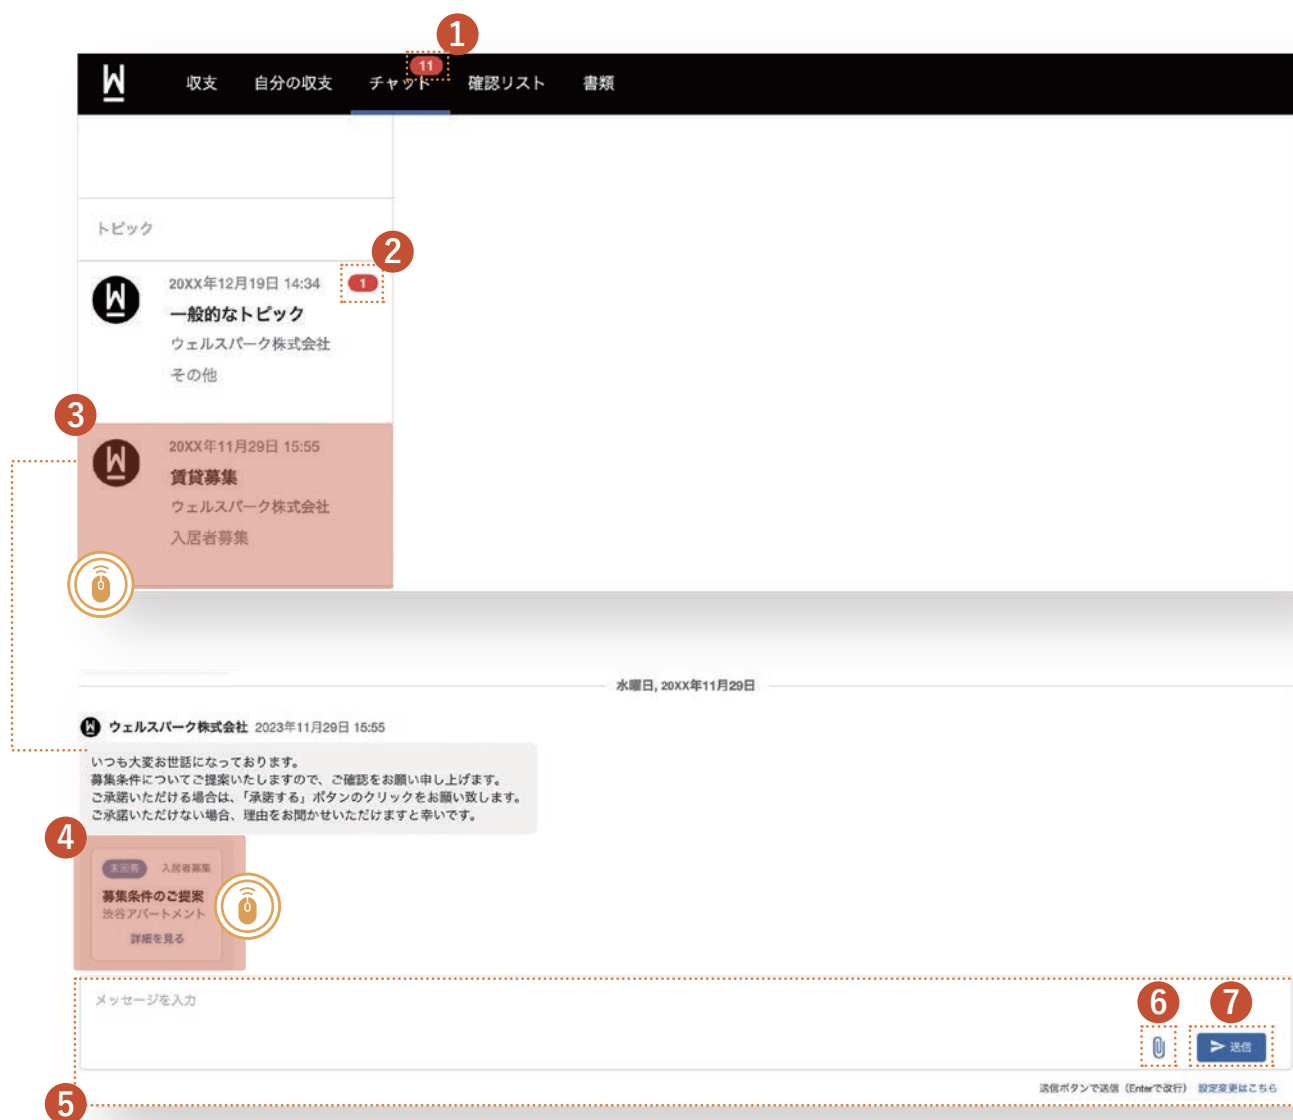 1
11
収支 自分の収支 チャット 確認リスト 書類
トピック
2
20XX年12月19日 14:34 1
一般的なトピック
ウェルスパーク株式会社
その他
3
20XX年11月29日 15:55
賃貸募集
ウェルスパーク株式会社
入居者募集
水曜日, 20XX年11月29日
ウェルスパーク株式会社 2023年11月29日 15:55
いつも大変お世話になっております。
募集条件についてご提案いたしますので、ご確認をお願い申し上げます。
ご承諾いただける場合は、「承諾する」ボタンのクリックをお願い致します。
ご承諾いただけない場合、理由をお聞かせいただけますと幸いです。
4
未回答 入居者募集
募集条件のご提案
渋谷アパートメント
詳細を見る
メッセージを入力
6 7
送信
送信ボタンで送信（Enterで改行） 設定変更はこちら
5